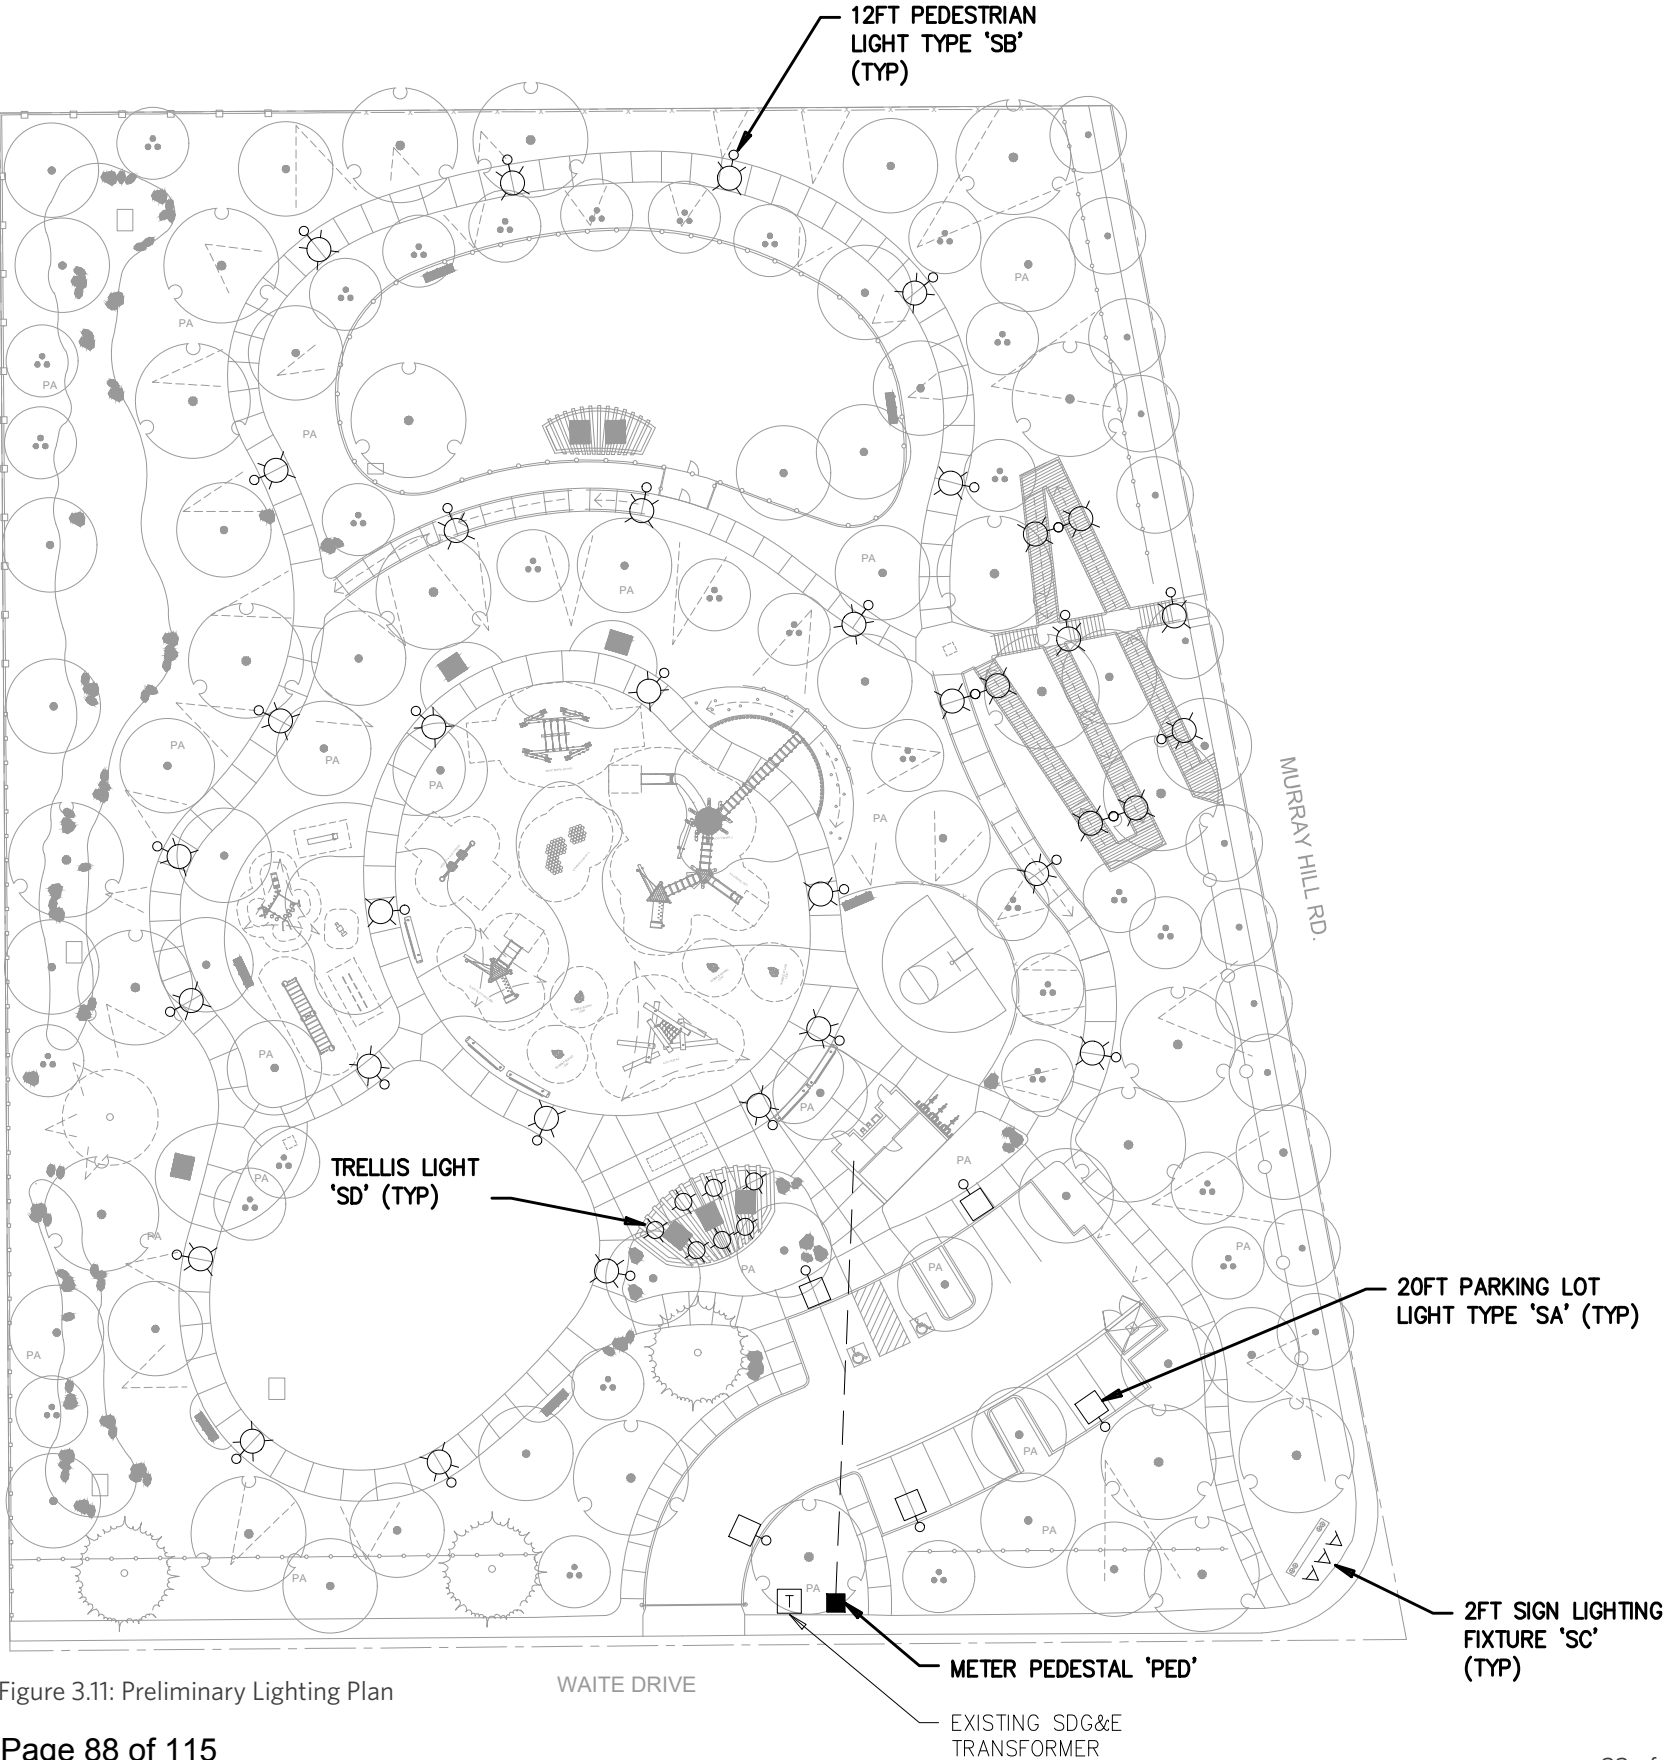 12FT PEDESTRIAN
LIGHT TYPE ‘SB’
(TYP)
PA
PA
PA
PA
PA
PA
PA
PA
PA
PA
MURRAY HILL RD.
PA
PA
PA
TRELLIS LIGHT
‘SD’ (TYP)
PA
PA
PA
PA
PA
PA
20FT PARKING LOT
LIGHT TYPE ‘SA’ (TYP)
PA
PA
PA
PA
PA
T
2FT SIGN LIGHTING
FIXTURE ‘SC’
(TYP)
METER PEDESTAL ‘PED’
Figure 3.11: Preliminary Lighting Plan
WAITE DRIVE
EXISTING SDG&E
TRANSFORMER
Page 88 of 115